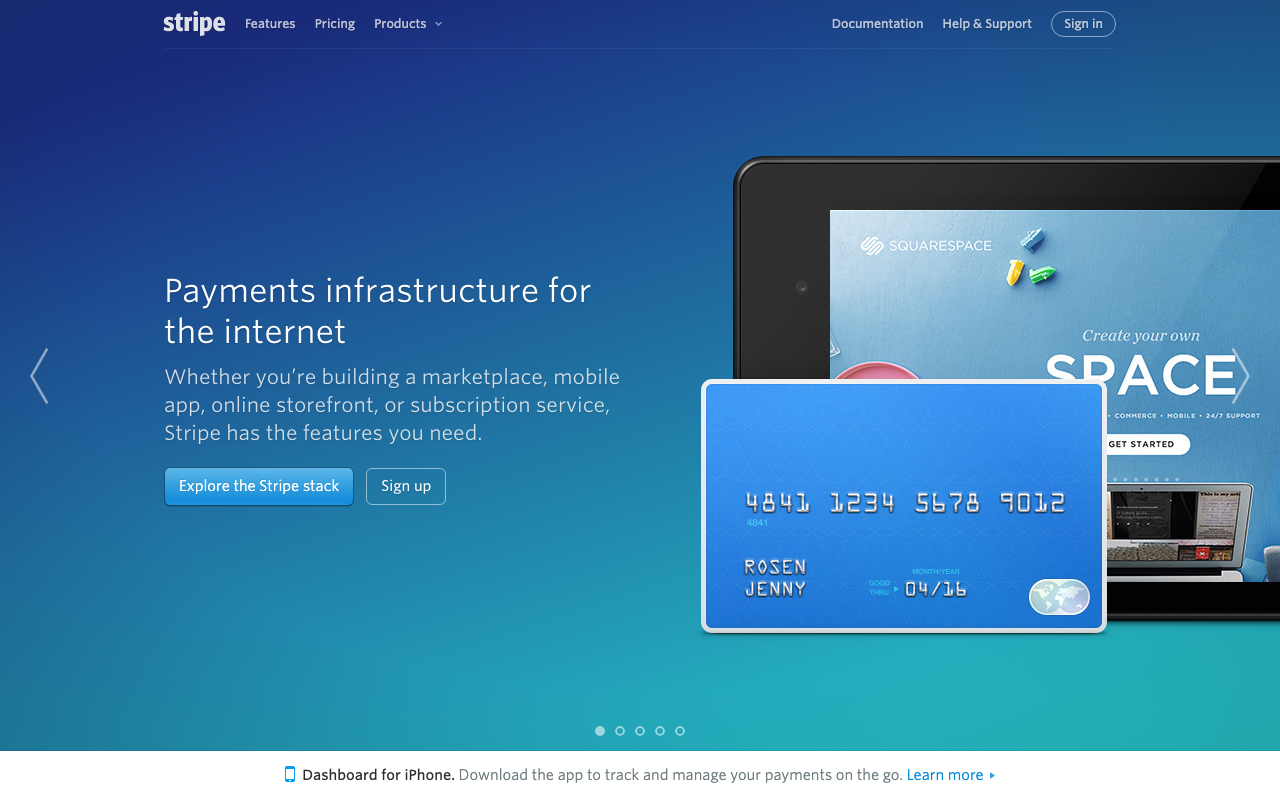 stripe Features Pricing Products Documentation Help & Support Sign in
SQUARESPACE
Payments infrastructure for
the internet
Whether you’re building a marketplace, mobile
app, online storefront, or subscription service,
Stripe has the features you need.
Explore the Stripe stack Sign up
Create your own
SPACE
• COMMERCE • MOBILE • 24/7 SUPPORT
GET STARTED
4841 1234 5678 9012
4841
ROSEN
JENNY
MONTH/YEAR
GOOD
THRU 04/16
Dashboard for iPhone. Download the app to track and manage your payments on the go. Learn more